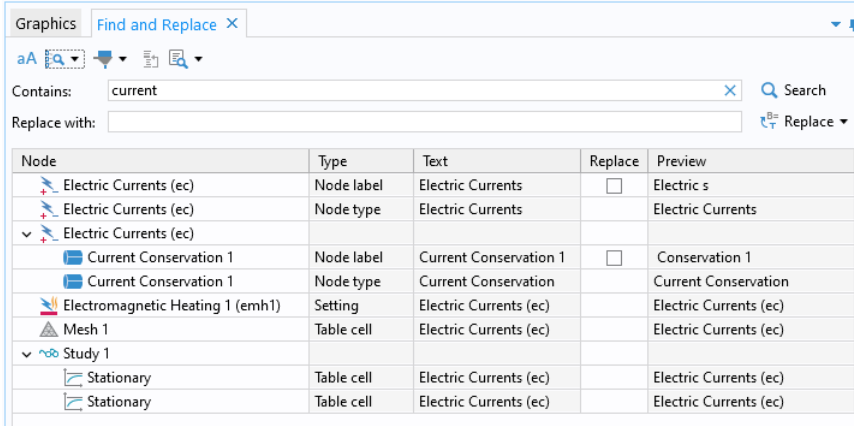 Graphics Find and Replace
aA
Contains: current Search
Replace with: Replace
Node Type Text Replace Preview
Electric Currents (ec) Node label Electric Currents Electric s
Electric Currents (ec) Node type Electric Currents Electric Currents
Electric Currents (ec)
Current Conservation 1 Node label Current Conservation 1 Conservation 1
Current Conservation 1 Node type Current Conservation Current Conservation
Electromagnetic Heating 1 (emh1) Setting Electric Currents (ec) Electric Currents (ec)
Mesh 1 Table cell Electric Currents (ec) Electric Currents (ec)
Study 1
Stationary Table cell Electric Currents (ec) Electric Currents (ec)
Stationary Table cell Electric Currents (ec) Electric Currents (ec)